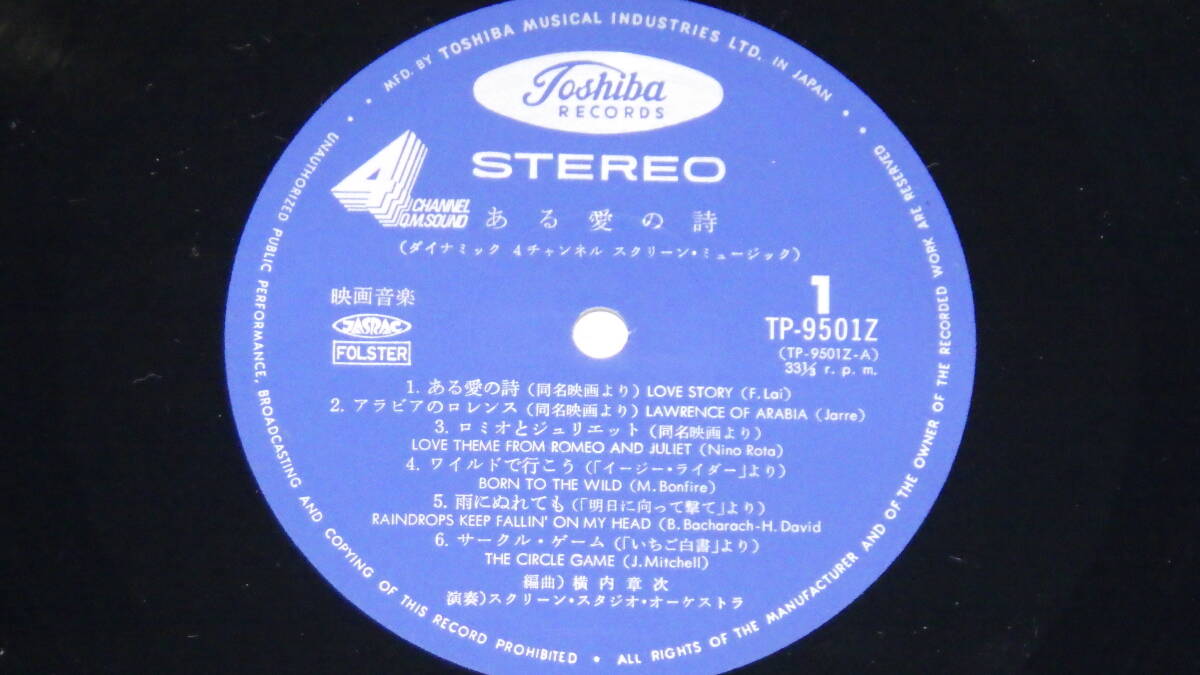 • MFD. BY TOSHIBA MUSICAL INDUSTRIES LTD. IN JAPAN •
Toshiba
RECORDS
STEREO
4 CHANNEL
Q.M.SOUND
ある愛の詩
(ダイナミック 4チャンネル スクリーン・ミュージック)
映画音楽
JASRAC
FOLSTER
1
TP-9501Z
(TP-9501Z-A)
33⅓ r. p. m.
1. ある愛の詩 (同名映画より) LOVE STORY (F. Lai)
2. アラビアのロレンス (同名映画より) LAWRENCE OF ARABIA (Jarre)
3. ロミオとジュリエット (同名映画より)
LOVE THEME FROM ROMEO AND JULIET (Nino Rota)
4. ワイルドで行こう (「イージー・ライダー」より)
BORN TO THE WILD (M. Bonfire)
5. 雨にぬれても (「明日に向って撃て」より)
RAINDROPS KEEP FALLIN' ON MY HEAD (B. Bacharach-H. David
6. サークル・ゲーム (「いちご白書」より)
THE CIRCLE GAME (J. Mitchell)
編曲) 横内章次
演奏) スクリーン・スタジオ・オーケストラ
UNAUTHORIZED PUBLIC PERFORMANCE, BROADCASTING AND COPYING OF THIS RECORD PROHIBITED • ALL RIGHTS OF THE MANUFACTURER AND OF THE OWNER OF THE RECORDED WORK ARE RESERVED •